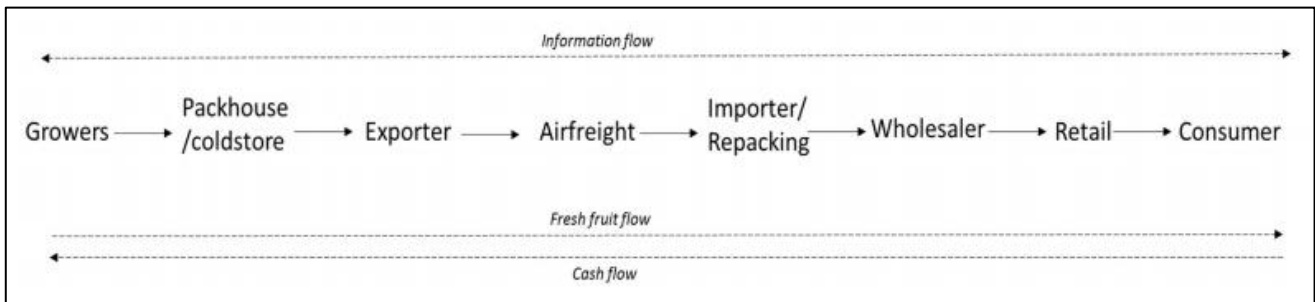 Information flow
Growers
Packhouse
/coldstore
Exporter
Airfreight
Importer/
Repacking
Wholesaler
Retail
Consumer
Fresh fruit flow
Cash flow